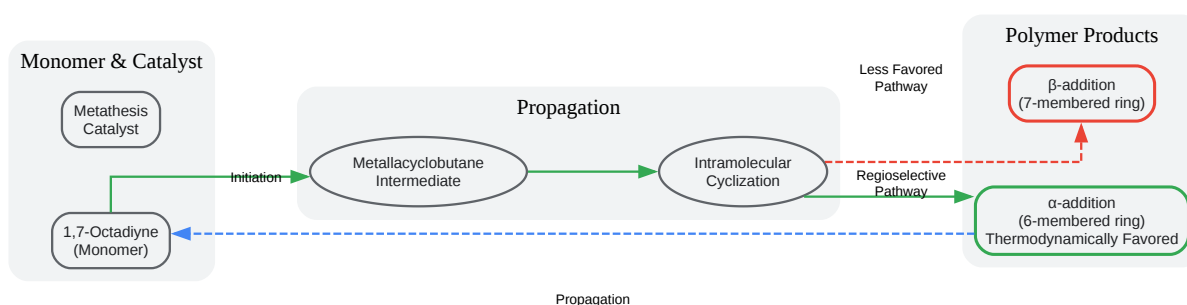 Monomer & Catalyst
Metathesis
Catalyst
1,7-Octadiyne
(Monomer)
Initiation
Propagation
Metallacyclobutane
Intermediate
Intramolecular
Cyclization
Less Favored
Pathway
Regioselective
Pathway
Polymer Products
β-addition
(7-membered ring)
α-addition
(6-membered ring)
Thermodynamically Favored
Propagation